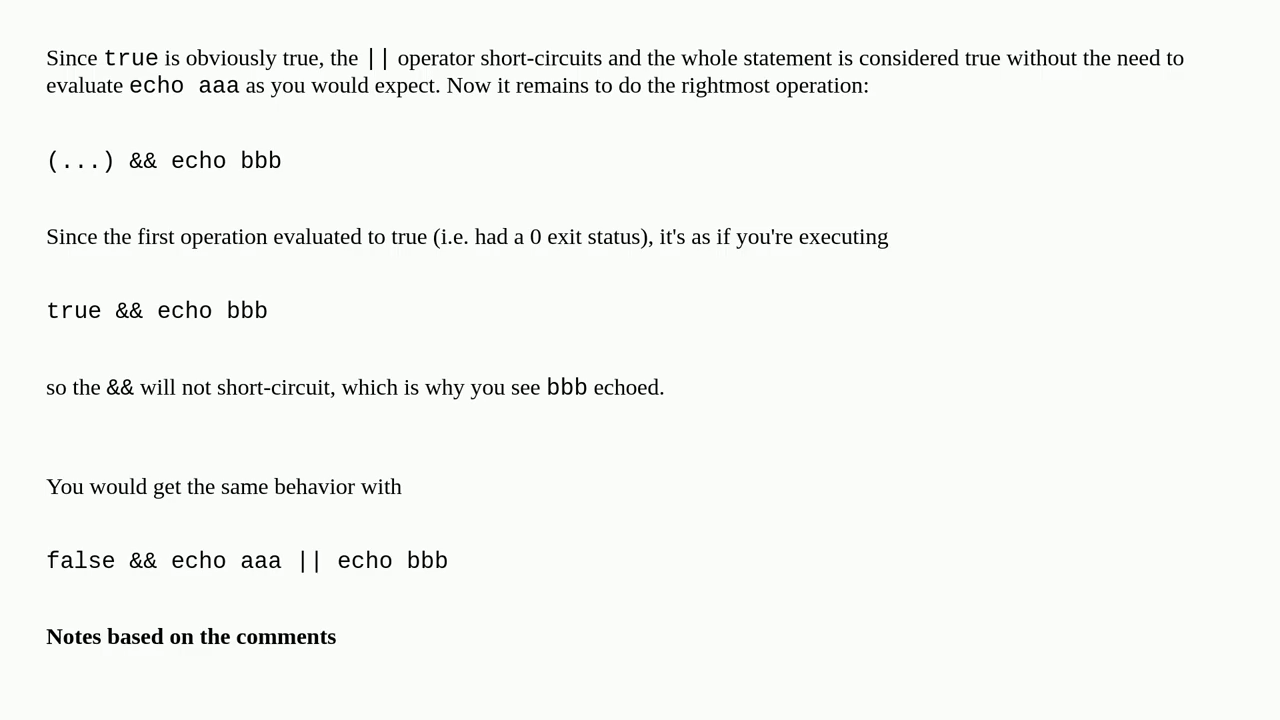 Since true is obviously true, the || operator short-circuits and the whole statement is considered true without the need to
evaluate echo aaa as you would expect. Now it remains to do the rightmost operation:
(...) && echo bbb
Since the first operation evaluated to true (i.e. had a 0 exit status), it's as if you're executing
true && echo bbb
so the && will not short-circuit, which is why you see bbb echoed.
You would get the same behavior with
false && echo aaa || echo bbb
Notes based on the comments